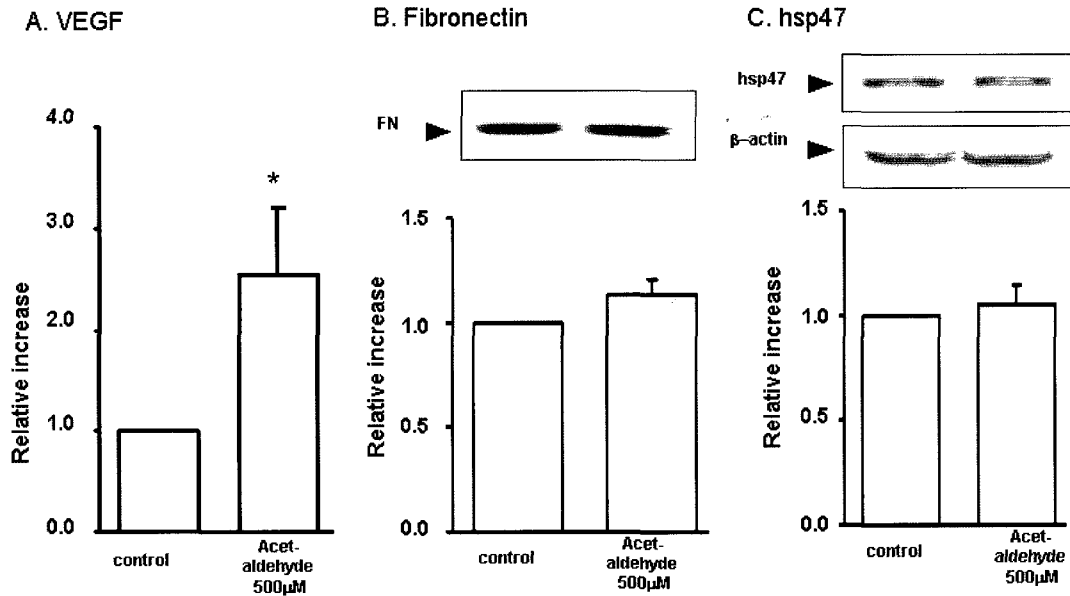 A. VEGF
4.0
3.0
2.0
1.0
0.0
Relative increase
*
control
Acet-
aldehyde
500µM
B. Fibronectin
FN
1.5
1.0
0.5
0.0
Relative increase
control
Acet-
aldehyde
500µM
C. hsp47
hsp47
β–actin
1.5
1.0
0.5
0.0
Relative increase
control
Acet-
aldehyde
500µM